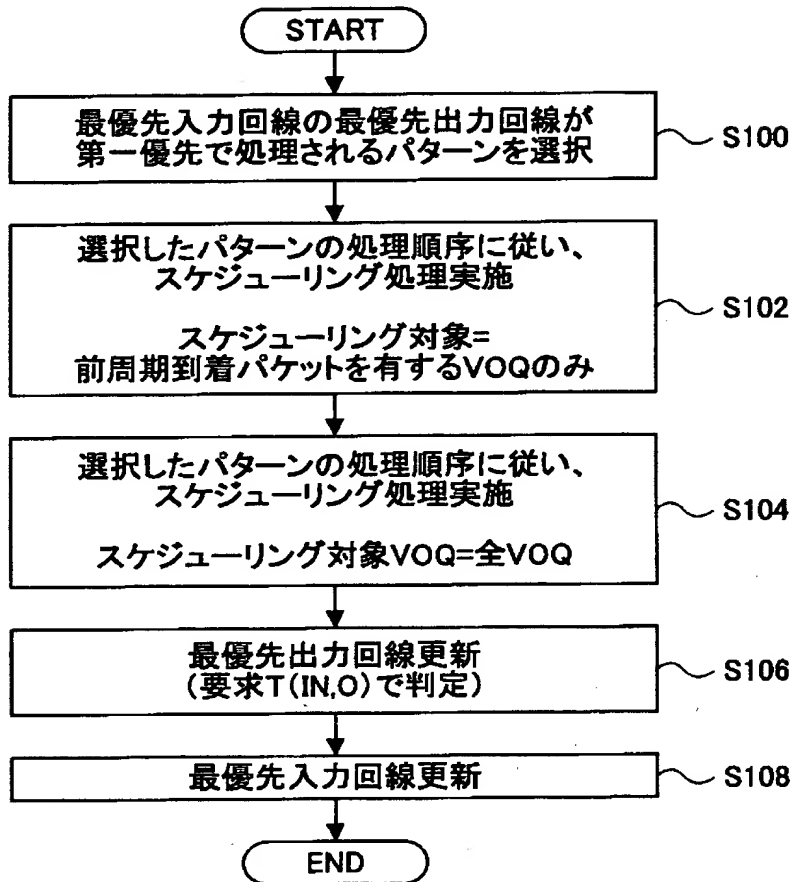 START
最優先入力回線の最優先出力回線が
第一優先で処理されるパターンを選択
S100
選択したパターンの処理順序に従い、
スケジューリング処理実施
スケジューリング対象=
前周期到着パケットを有するVOQのみ
S102
選択したパターンの処理順序に従い、
スケジューリング処理実施
スケジューリング対象VOQ=全VOQ
S104
最優先出力回線更新
(要求T(IN,O)で判定)
S106
最優先入力回線更新
S108
END